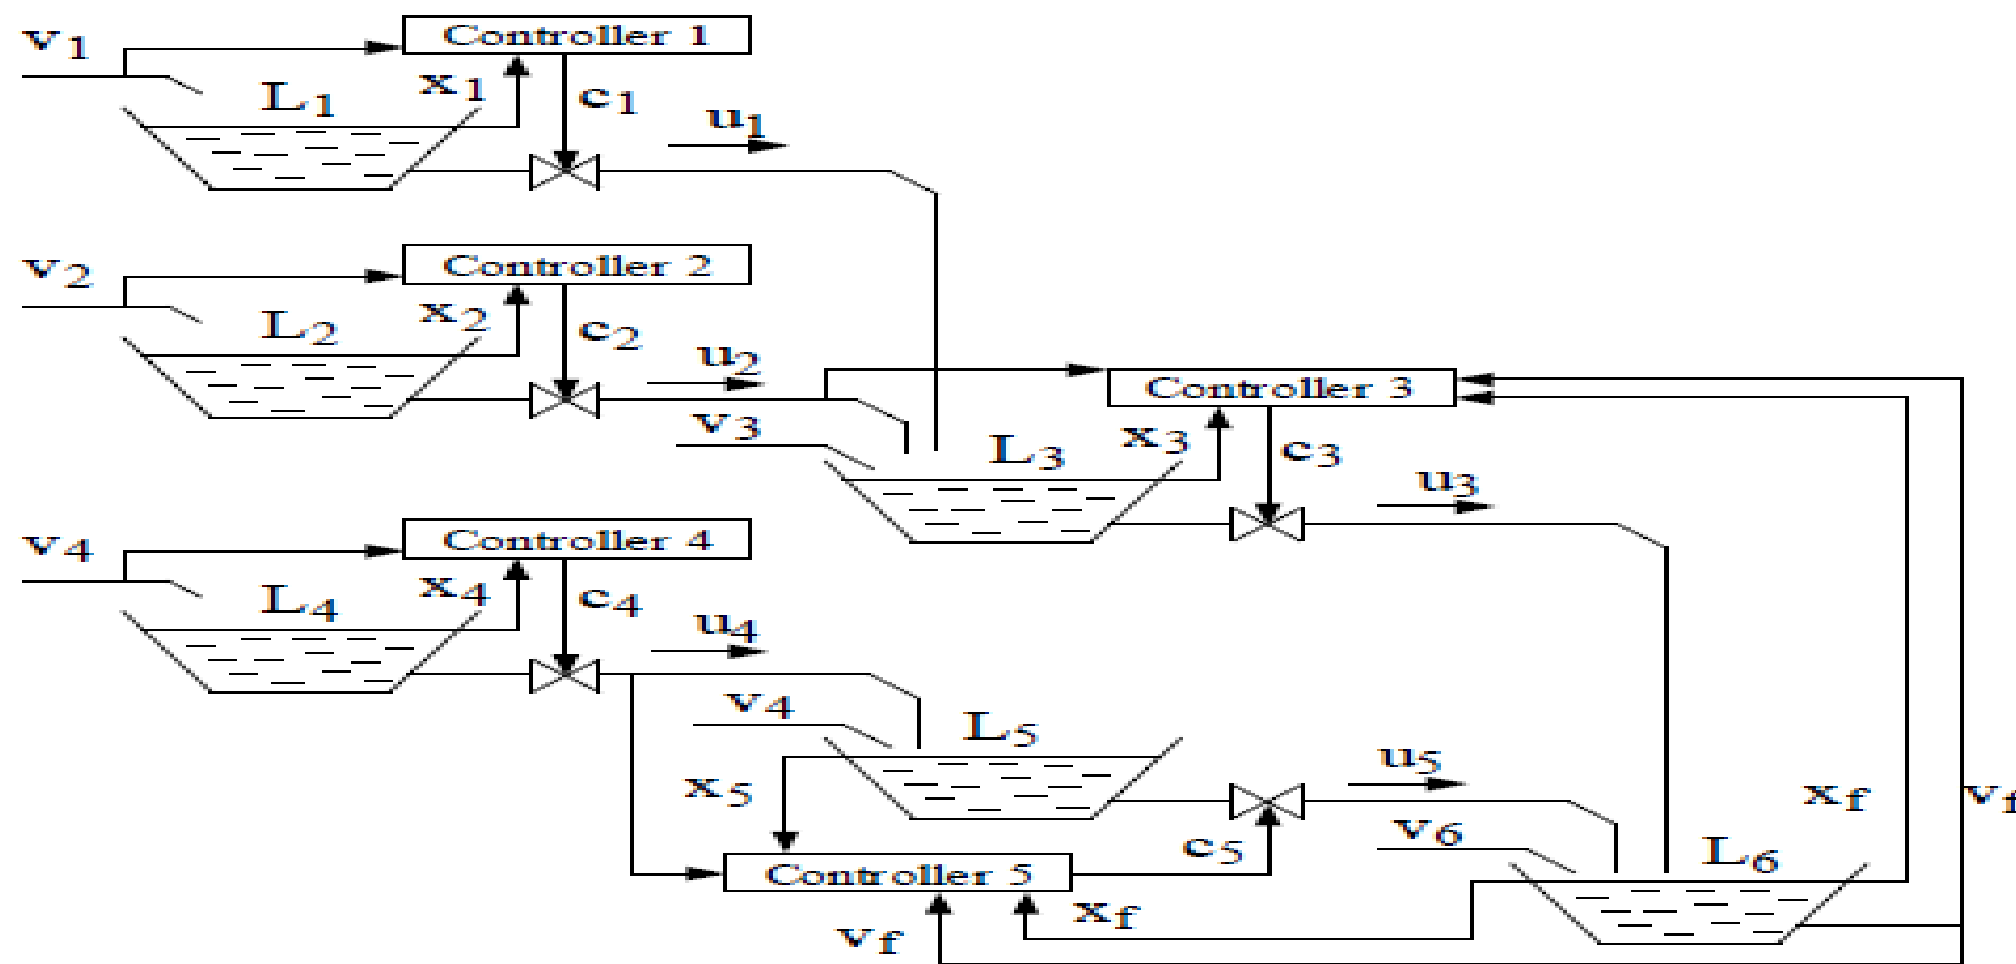 v1
Controller 1
x1
L1
c1
u1
v2
Controller 2
x2
L2
c2
u2
Controller 3
v3
x3
L3
c3
u3
v4
Controller 4
x4
L4
c4
u4
v4
L5
x5
u5
xf
vf
v6
c5
L6
Controller 5
xf
vf